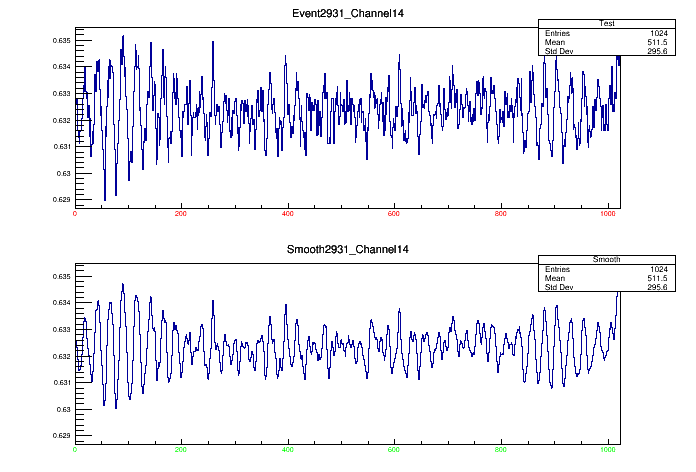 Event2931_Channel14
Test
Entries 1024
Mean 511.5
Std Dev 295.6
0.635
0.634
0.633
0.632
0.631
0.63
0.629
0 200 400 600 800 1000
Smooth2931_Channel14
Smooth
Entries 1024
Mean 511.5
Std Dev 295.6
0.635
0.634
0.633
0.632
0.631
0.63
0.629
0 200 400 600 800 1000